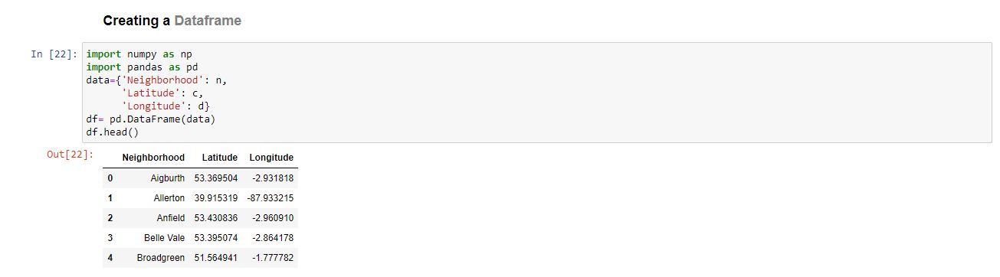 Creating a Dataframe
In [22]: import numpy as np
import pandas as pd
data={'Neighborhood': n,
'Latitude': c,
'Longitude': d}
df= pd.DataFrame(data)
df.head()
Out[22]:
Neighborhood Latitude Longitude
0 Aigburth 53.369504 -2.931818
1 Allerton 39.915319 -87.933215
2 Anfield 53.430836 -2.960910
3 Belle Vale 53.395074 -2.864178
4 Broadgreen 51.564941 -1.777782